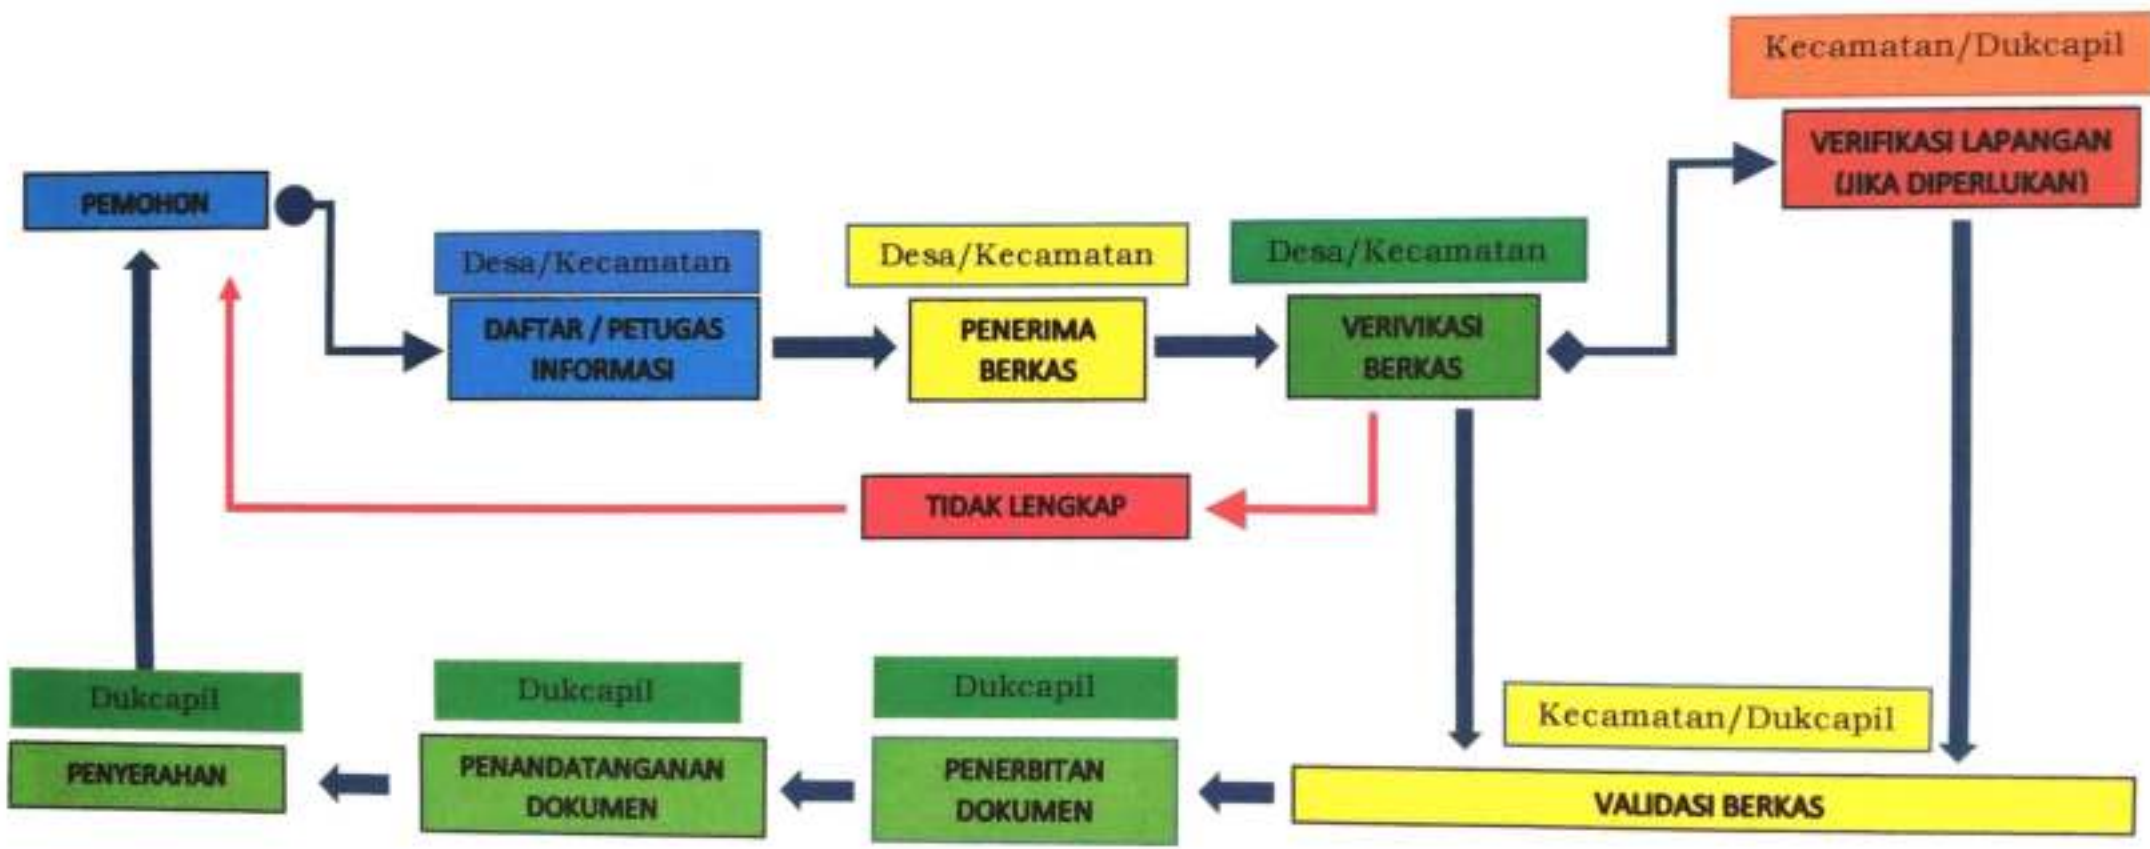 Kecamatan/Dukcapil
VERIFIKASI LAPANGAN
(JIKA DIPERLUKAN)
PEMOHON
Desa/Kecamatan
DAFTAR / PETUGAS
INFORMASI
Desa/Kecamatan
PENERIMA
BERKAS
Desa/Kecamatan
VERIVIKASI
BERKAS
TIDAK LENGKAP
Dukcapil
PENYERAHAN
Dukcapil
PENANDATANGANAN
DOKUMEN
Dukcapil
PENERBITAN
DOKUMEN
Kecamatan/Dukcapil
VALIDASI BERKAS